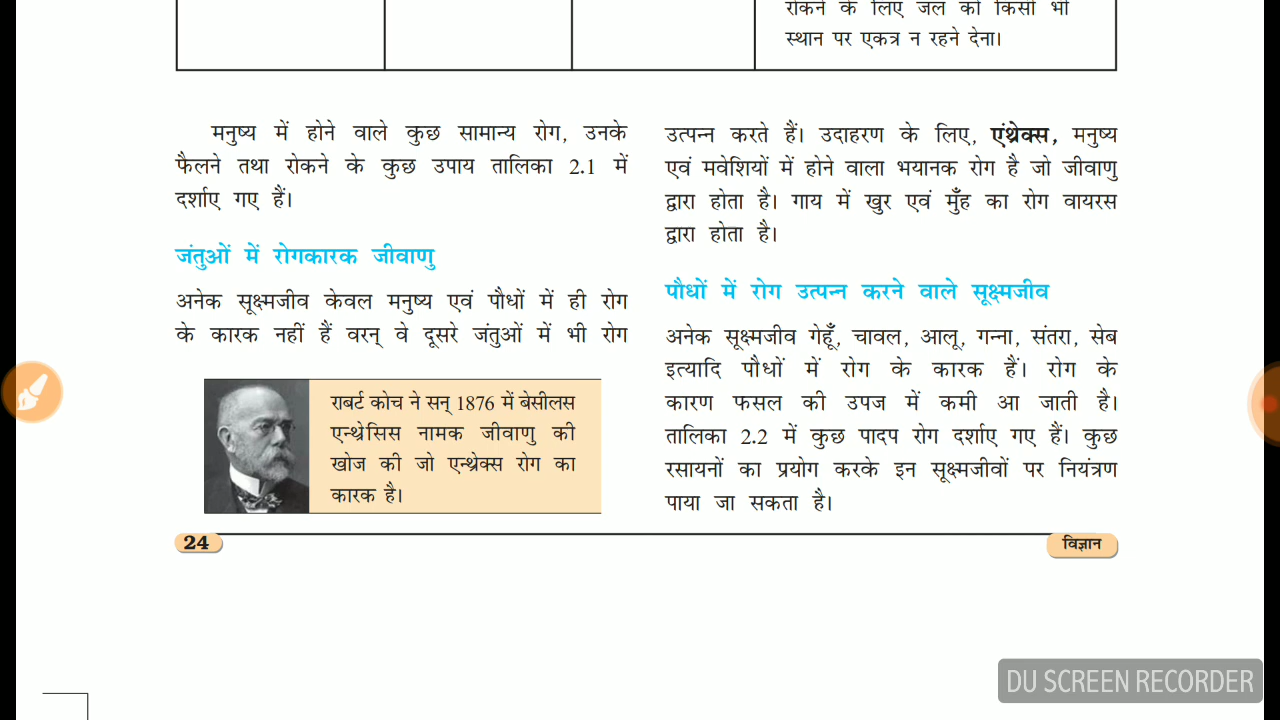 रोकने के लिए जल को किसी भी
स्थान पर एकत्र न रहने देना।
मनुष्य में होने वाले कुछ सामान्य रोग, उनके
फैलने तथा रोकने के कुछ उपाय तालिका 2.1 में
दर्शाए गए हैं।
जंतुओं में रोगकारक जीवाणु
अनेक सूक्ष्मजीव केवल मनुष्य एवं पौधों में ही रोग
के कारक नहीं हैं वरन् वे दूसरे जंतुओं में भी रोग
राबर्ट कोच ने सन् 1876 में बेसीलस
एन्थ्रेसिस नामक जीवाणु की
खोज की जो एन्थ्रेक्स रोग का
कारक है।
उत्पन्न करते हैं। उदाहरण के लिए, एंथ्रेक्स, मनुष्य
एवं मवेशियों में होने वाला भयानक रोग है जो जीवाणु
द्वारा होता है। गाय में खुर एवं मुँह का रोग वायरस
द्वारा होता है।
पौधों में रोग उत्पन्न करने वाले सूक्ष्मजीव
अनेक सूक्ष्मजीव गेहूँ, चावल, आलू, गन्ना, संतरा, सेब
इत्यादि पौधों में रोग के कारक हैं। रोग के
कारण फसल की उपज में कमी आ जाती है।
तालिका 2.2 में कुछ पादप रोग दर्शाए गए हैं। कुछ
रसायनों का प्रयोग करके इन सूक्ष्मजीवों पर नियंत्रण
पाया जा सकता है।
24
विज्ञान
DU SCREEN RECORDER